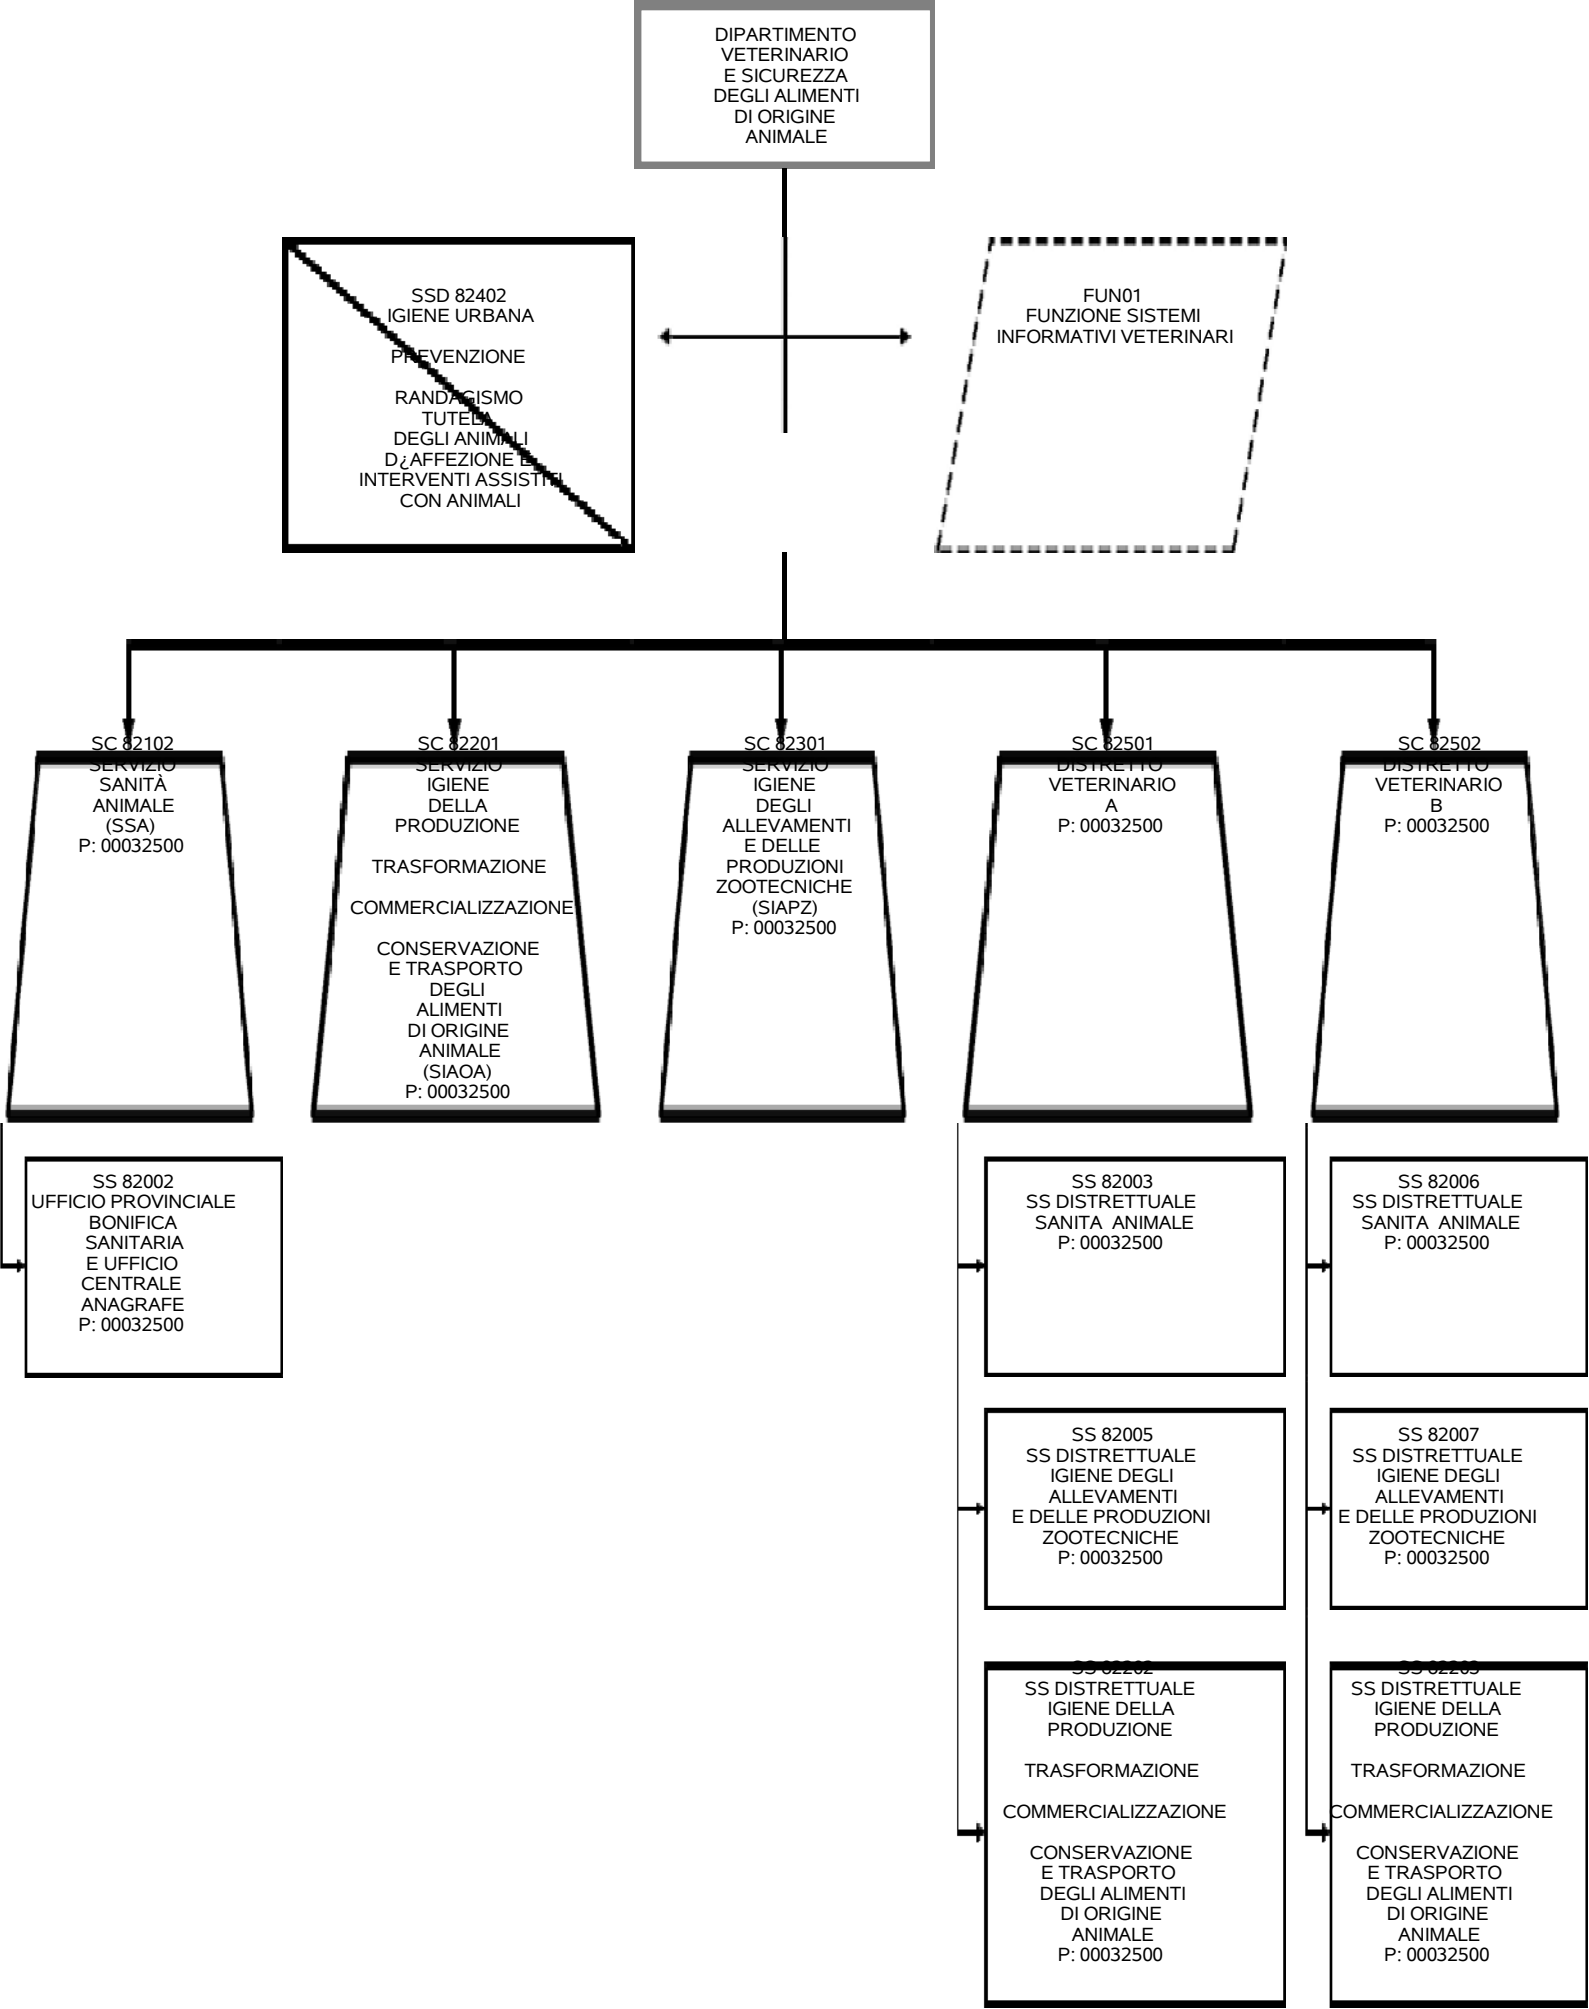 DIPARTIMENTO
VETERINARIO
E SICUREZZA
DEGLI ALIMENTI
DI ORIGINE
ANIMALE
SSD 82402
IGIENE URBANA
PREVENZIONE
RANDAGISMO
TUTELA
DEGLI ANIMALI
D¿AFFEZIONE E
INTERVENTI ASSISTITI
CON ANIMALI
FUN01
FUNZIONE SISTEMI
INFORMATIVI VETERINARI
SC 82102
SERVIZIO
SANITÀ
ANIMALE
(SSA)
P: 00032500
SC 82201
SERVIZIO
IGIENE
DELLA
PRODUZIONE
TRASFORMAZIONE
COMMERCIALIZZAZIONE
CONSERVAZIONE
E TRASPORTO
DEGLI
ALIMENTI
DI ORIGINE
ANIMALE
(SIAOA)
P: 00032500
SC 82301
SERVIZIO
IGIENE
DEGLI
ALLEVAMENTI
E DELLE
PRODUZIONI
ZOOTECNICHE
(SIAPZ)
P: 00032500
SC 82501
DISTRETTO
VETERINARIO
A
P: 00032500
SC 82502
DISTRETTO
VETERINARIO
B
P: 00032500
SS 82002
UFFICIO PROVINCIALE
BONIFICA
SANITARIA
E UFFICIO
CENTRALE
ANAGRAFE
P: 00032500
SS 82003
SS DISTRETTUALE
SANITA  ANIMALE
P: 00032500
SS 82006
SS DISTRETTUALE
SANITA  ANIMALE
P: 00032500
SS 82005
SS DISTRETTUALE
IGIENE DEGLI
ALLEVAMENTI
E DELLE PRODUZIONI
ZOOTECNICHE
P: 00032500
SS 82007
SS DISTRETTUALE
IGIENE DEGLI
ALLEVAMENTI
E DELLE PRODUZIONI
ZOOTECNICHE
P: 00032500
SS 82202
SS DISTRETTUALE
IGIENE DELLA
PRODUZIONE
TRASFORMAZIONE
COMMERCIALIZZAZIONE
CONSERVAZIONE
E TRASPORTO
DEGLI ALIMENTI
DI ORIGINE
ANIMALE
P: 00032500
SS 82203
SS DISTRETTUALE
IGIENE DELLA
PRODUZIONE
TRASFORMAZIONE
COMMERCIALIZZAZIONE
CONSERVAZIONE
E TRASPORTO
DEGLI ALIMENTI
DI ORIGINE
ANIMALE
P: 00032500